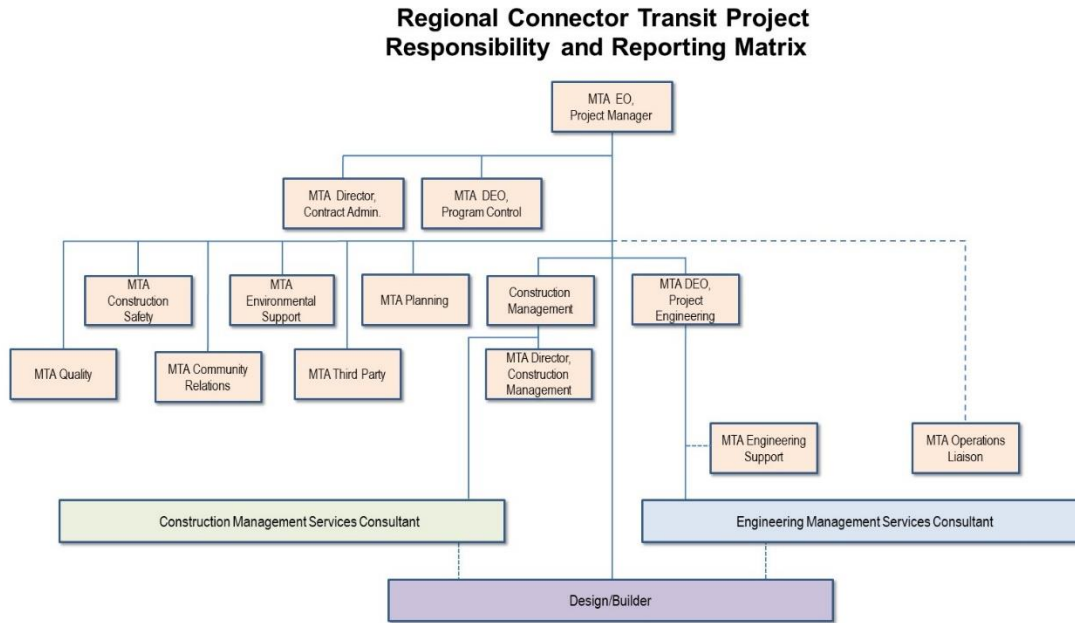 Regional Connector Transit Project
Responsibility and Reporting Matrix
MTA EO,
Project Manager
MTA Director,
Contract Admin.
MTA DEO,
Program Control
MTA
Construction
Safety
MTA
Environmental
Support
MTA Planning
Construction
Management
MTA DEO,
Project
Engineering
MTA Quality
MTA Community
Relations
MTA Third Party
MTA Director,
Construction
Management
MTA Engineering
Support
MTA Operations
Liaison
Construction Management Services Consultant
Engineering Management Services Consultant
Design/Builder